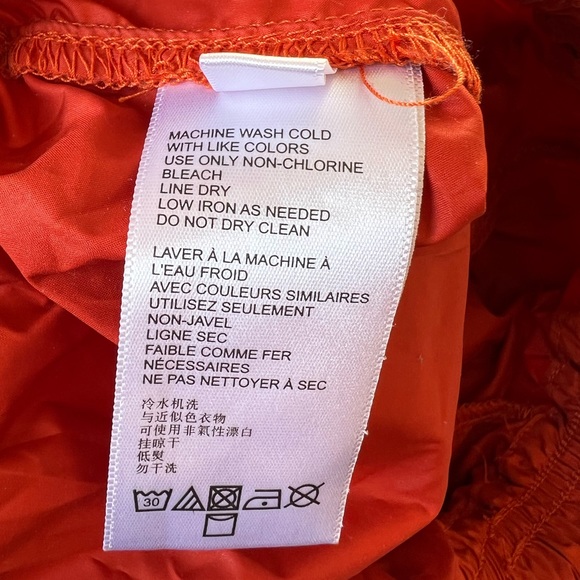 MACHINE WASH COLD
WITH LIKE COLORS
USE ONLY NON-CHLORINE
BLEACH
LINE DRY
LOW IRON AS NEEDED
DO NOT DRY CLEAN
LAVER À LA MACHINE À
L'EAU FROID
AVEC COULEURS SIMILAIRES
UTILISEZ SEULEMENT
NON-JAVEL
LIGNE SEC
FAIBLE COMME FER
NÉCESSAIRES
NE PAS NETTOYER À SEC
冷水机洗
与近似色衣物
可使用非氣性漂白
挂晾干
低熨
勿干洗
30